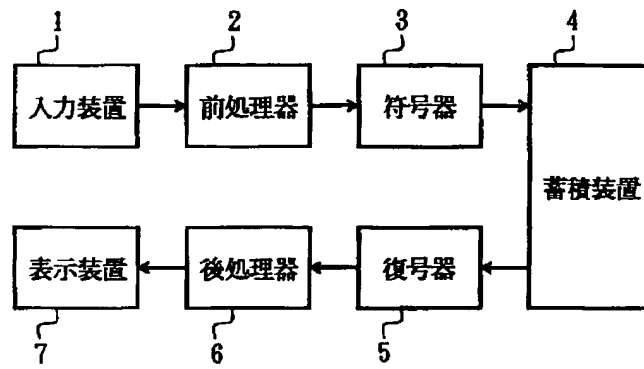 1 2 3 4
入力装置 前処理器 符号器
蓄積装置
表示装置 後処理器 復号器
7 6 5